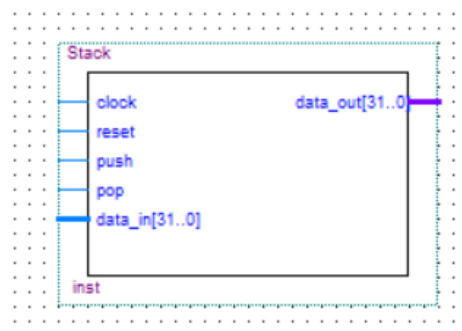 Stack
clock data_out[31..0]
reset
push
pop
data_in[31..0]
inst